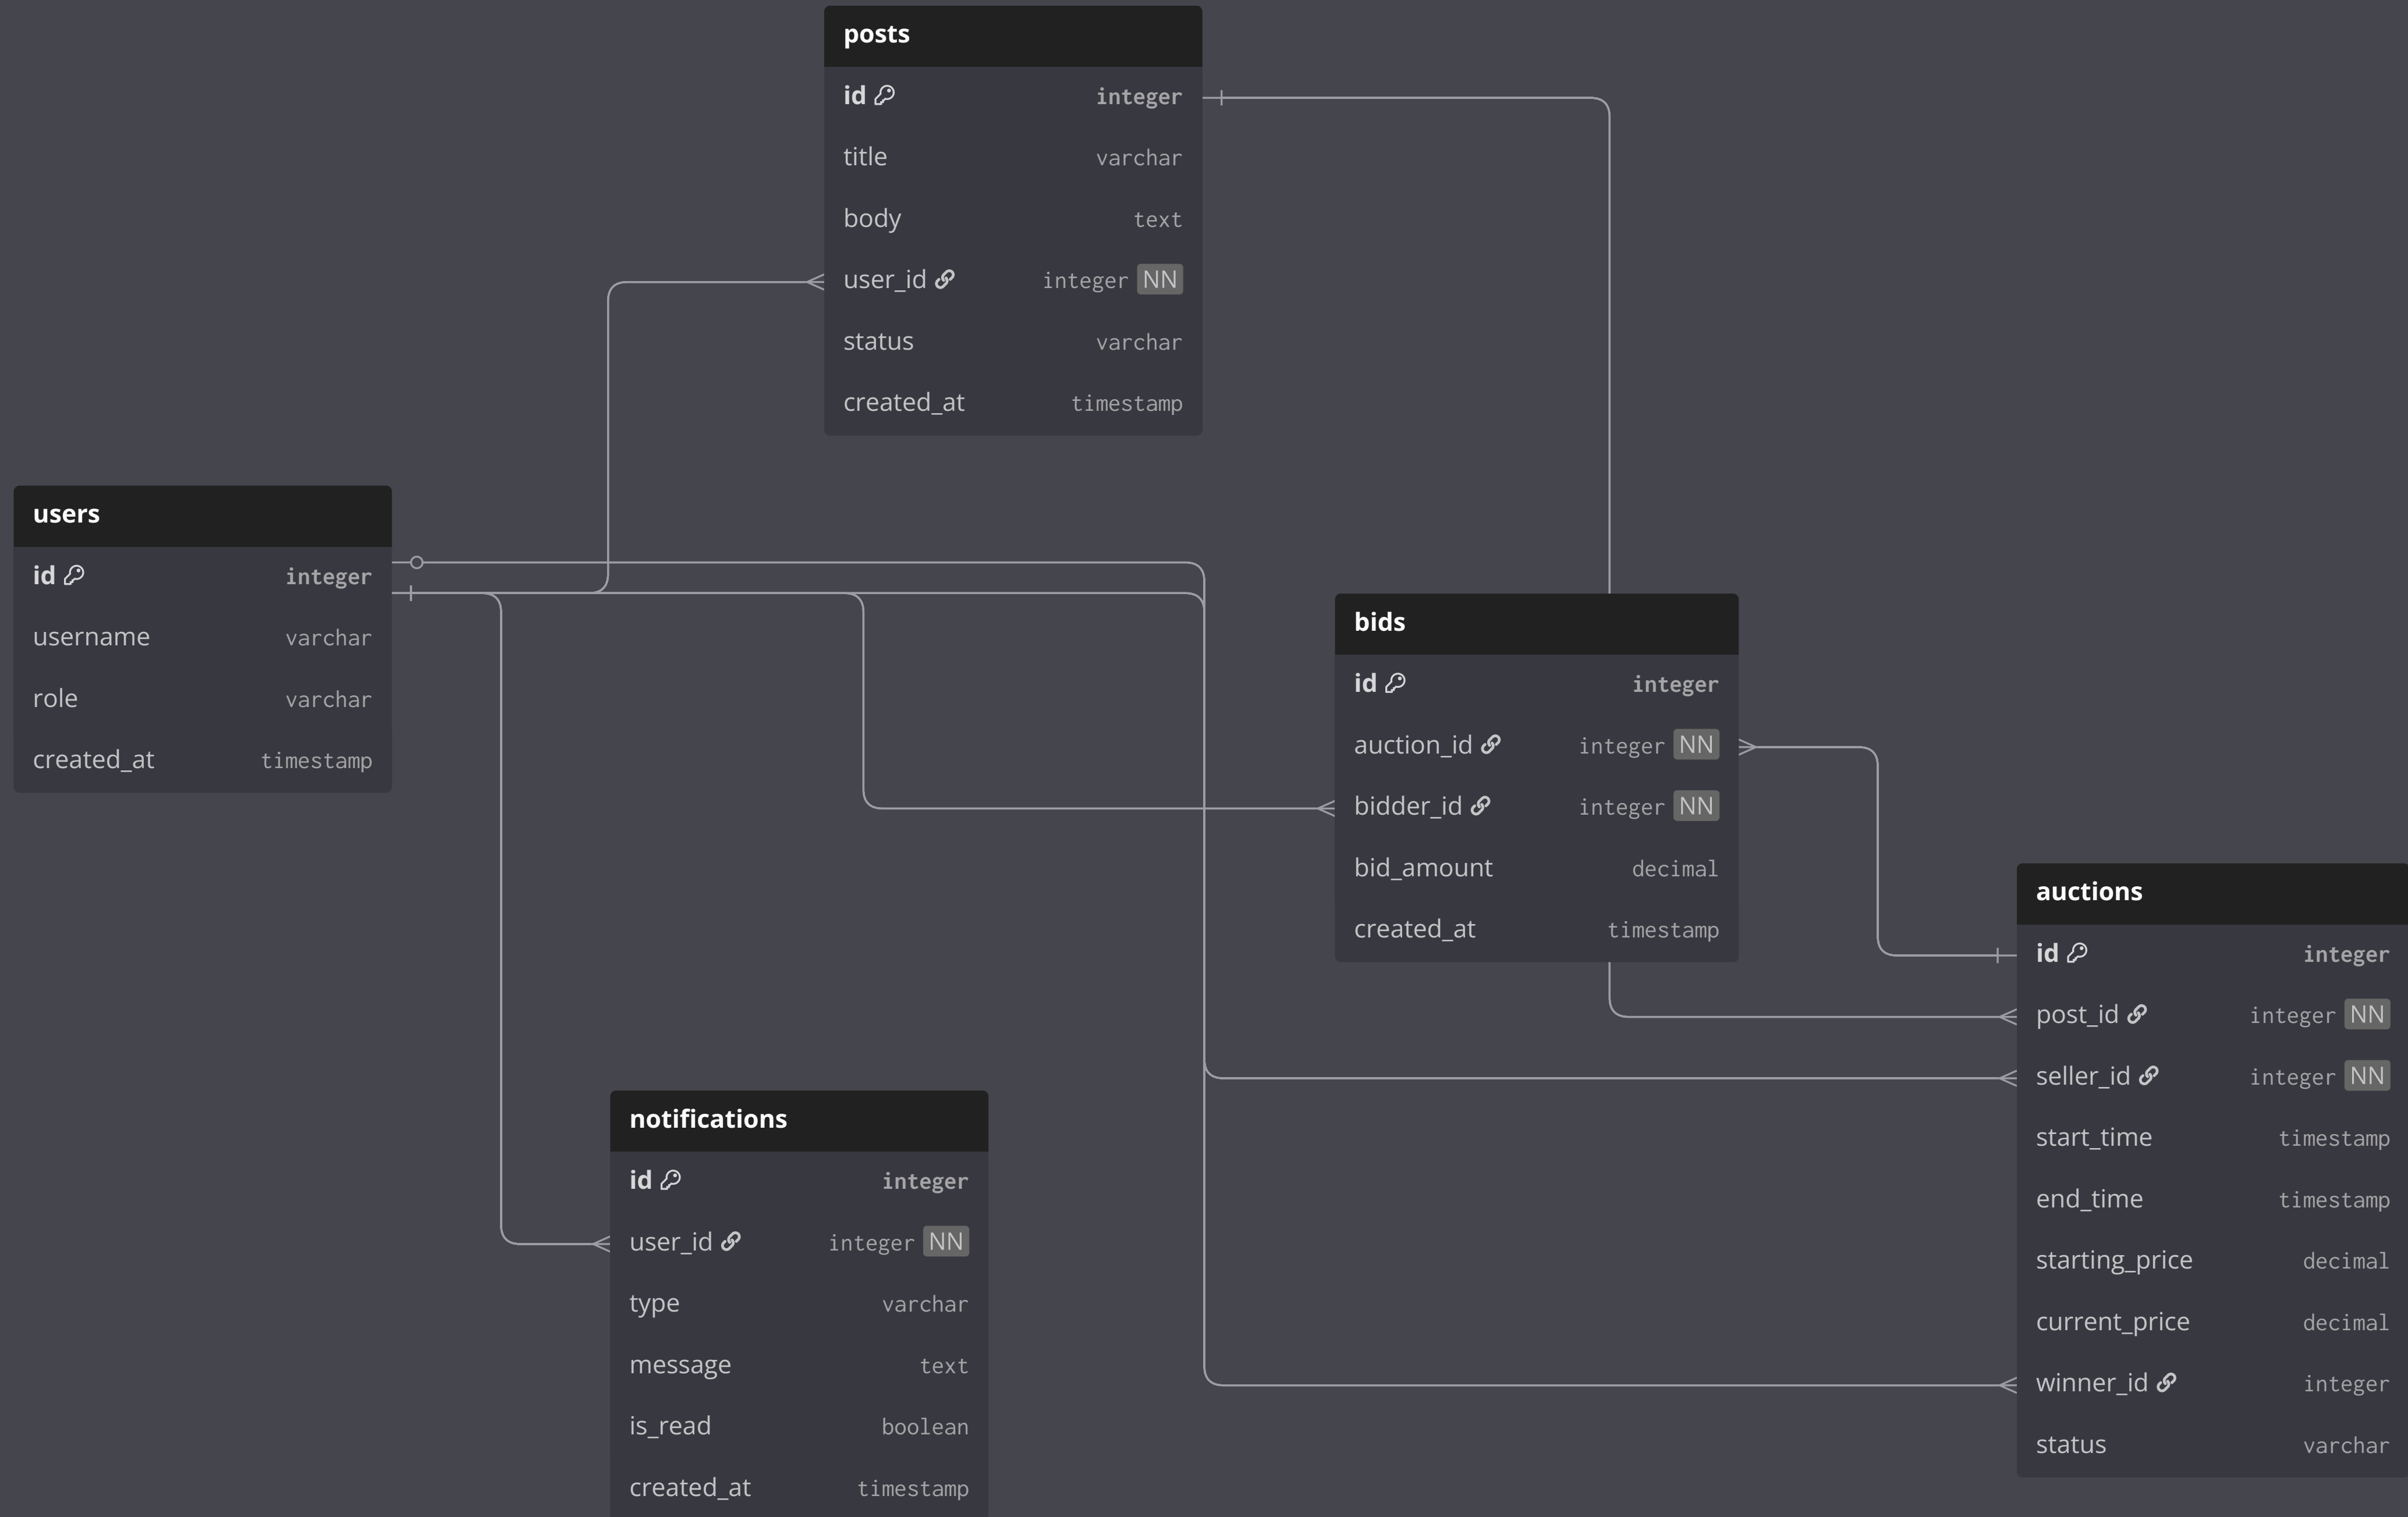 posts
id integer
title varchar
body text
user_id integer NN
status varchar
created_at timestamp
users
id integer
username varchar
role varchar
created_at timestamp
bids
id integer
auction_id integer NN
bidder_id integer NN
bid_amount decimal
created_at timestamp
auctions
id integer
post_id integer NN
seller_id integer NN
start_time timestamp
end_time timestamp
starting_price decimal
current_price decimal
winner_id integer
status varchar
notifications
id integer
user_id integer NN
type varchar
message text
is_read boolean
created_at timestamp